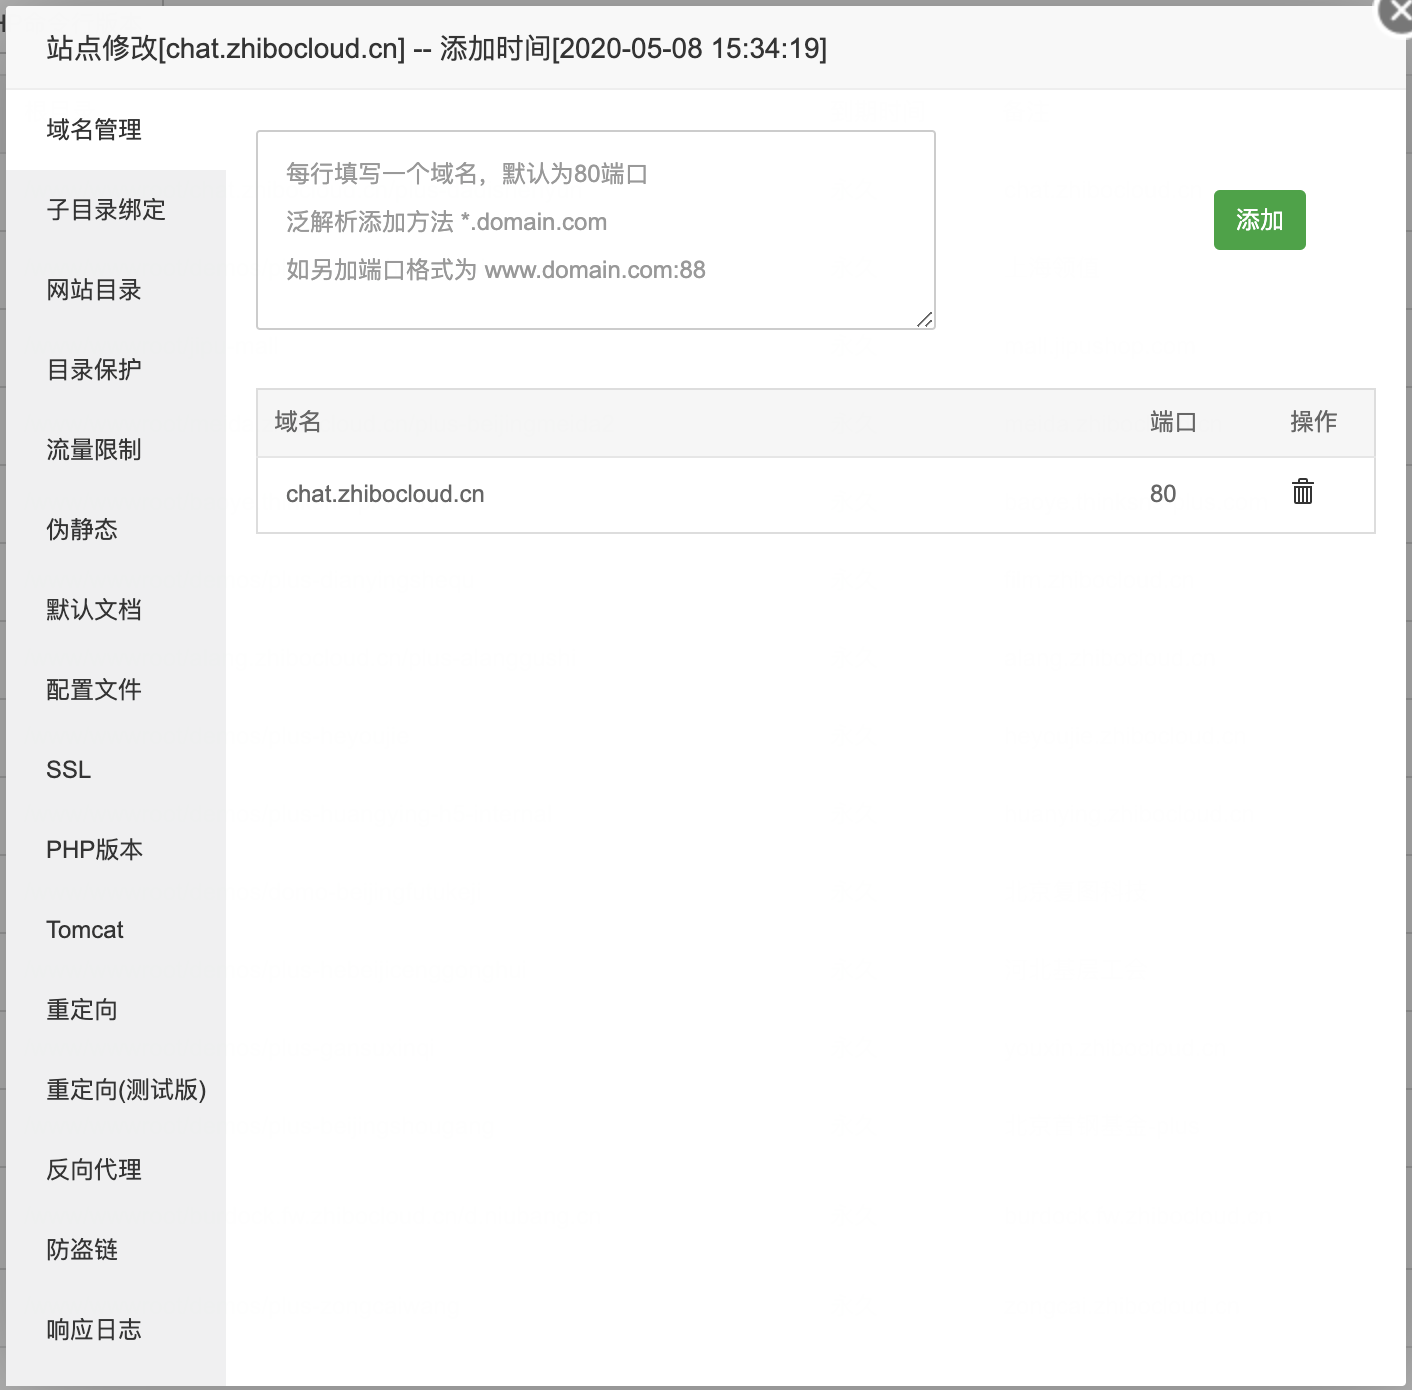 站点修改[chat.zhibocloud.cn] -- 添加时间[2020-05-08 15:34:19]
域名管理
子目录绑定
网站目录
目录保护
流量限制
伪静态
默认文档
配置文件
SSL
PHP版本
Tomcat
重定向
重定向(测试版)
反向代理
防盗链
响应日志
每行填写一个域名，默认为80端口
泛解析添加方法 *.domain.com
如另加端口格式为 www.domain.com:88
添加
域名 端口 操作
chat.zhibocloud.cn 80